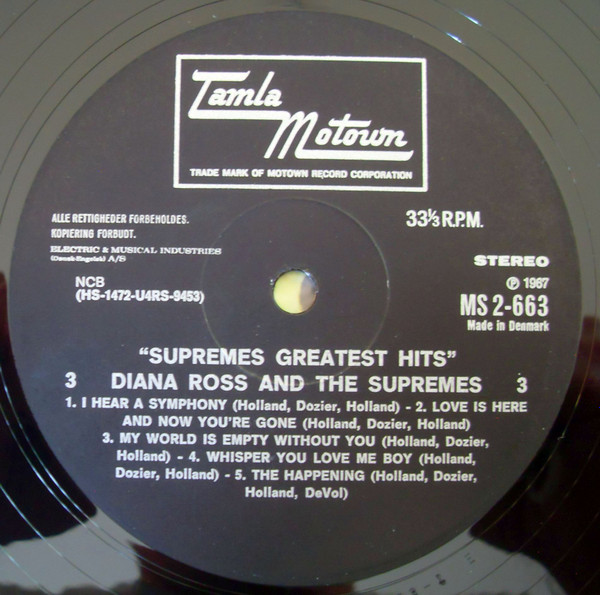 Tamla
Motown
TRADE MARK OF MOTOWN RECORD CORPORATION
ALLE RETTIGHEDER FORBEHOLDES.
KOPIERING FORBUDT.
ELECTRIC & MUSICAL INDUSTRIES
(Dansk-Engelsk) A/S
33⅓ R.P.M.
NCB
(HS-1472-U4RS-9453)
STEREO
Ⓟ 1967
MS 2-663
Made in Denmark
"SUPREMES GREATEST HITS"
3 DIANA ROSS AND THE SUPREMES 3
1. I HEAR A SYMPHONY (Holland, Dozier, Holland) - 2. LOVE IS HERE
AND NOW YOU'RE GONE (Holland, Dozier, Holland)
3. MY WORLD IS EMPTY WITHOUT YOU (Holland, Dozier,
Holland) - 4. WHISPER YOU LOVE ME BOY (Holland,
Dozier, Holland) - 5. THE HAPPENING (Holland, Dozier,
Holland, DeVol)